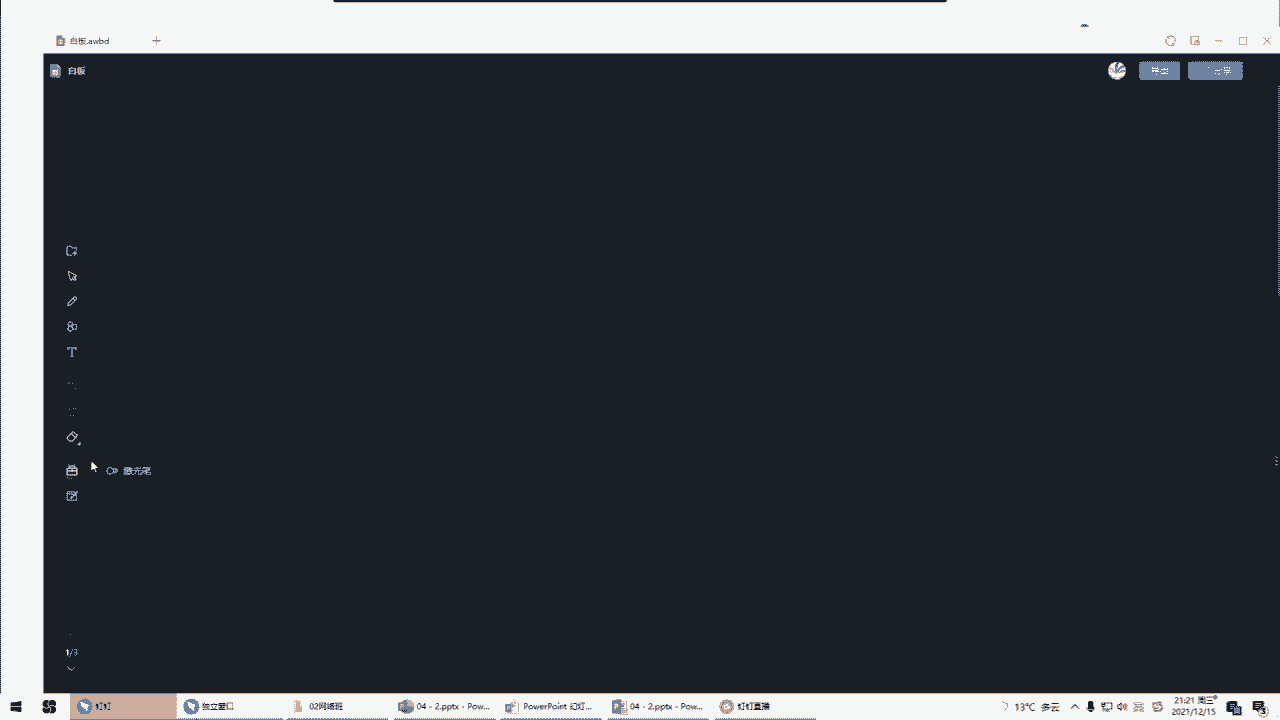 白板.awbd
白板
导出
分享
T
激光笔
1/3
钉钉
独立窗口
02网络班
04 - 2.pptx - Pow...
PowerPoint 幻灯...
04 - 2.pptx - Pow...
钉钉直播
13°C 多云
21:21 周三
2021/12/15